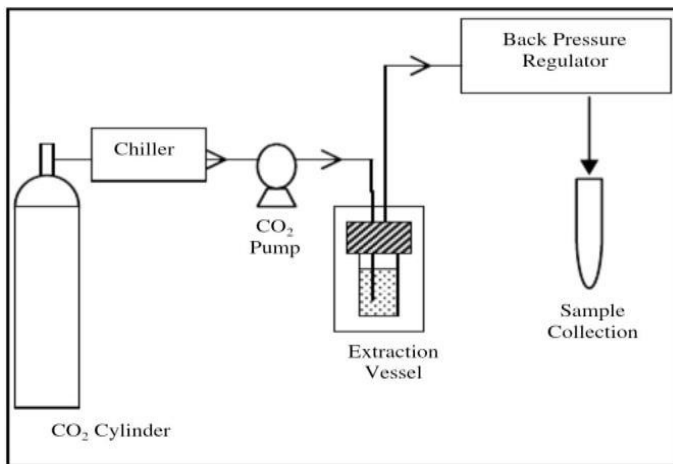 Back Pressure
Regulator
Chiller
CO₂
Pump
Sample
Collection
Extraction
Vessel
CO₂ Cylinder